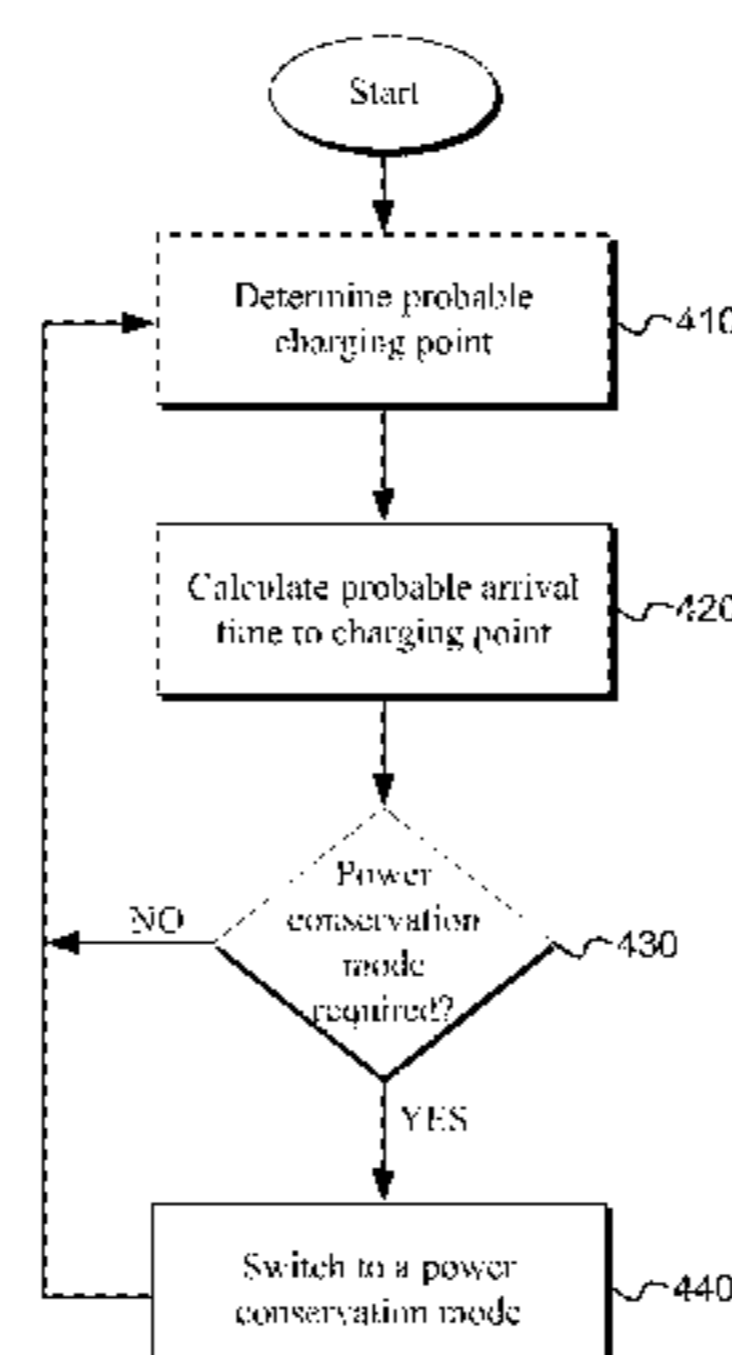 Start
Determine probable
charging point
410
Calculate probable arrival
time to charging point
420
Power
conservation
mode
required?
430
NO
YES
Switch to a power
conservation mode
440